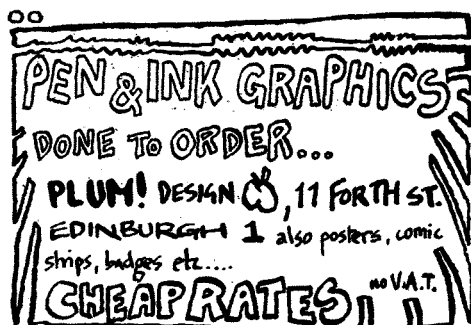 PEN & INK GRAPHICS
DONE TO ORDER...
PLUM! DESIGN, 11 FORTH ST.
EDINBURGH 1 also posters, comic
strips, badges etc....
CHEAP RATES no V.A.T.